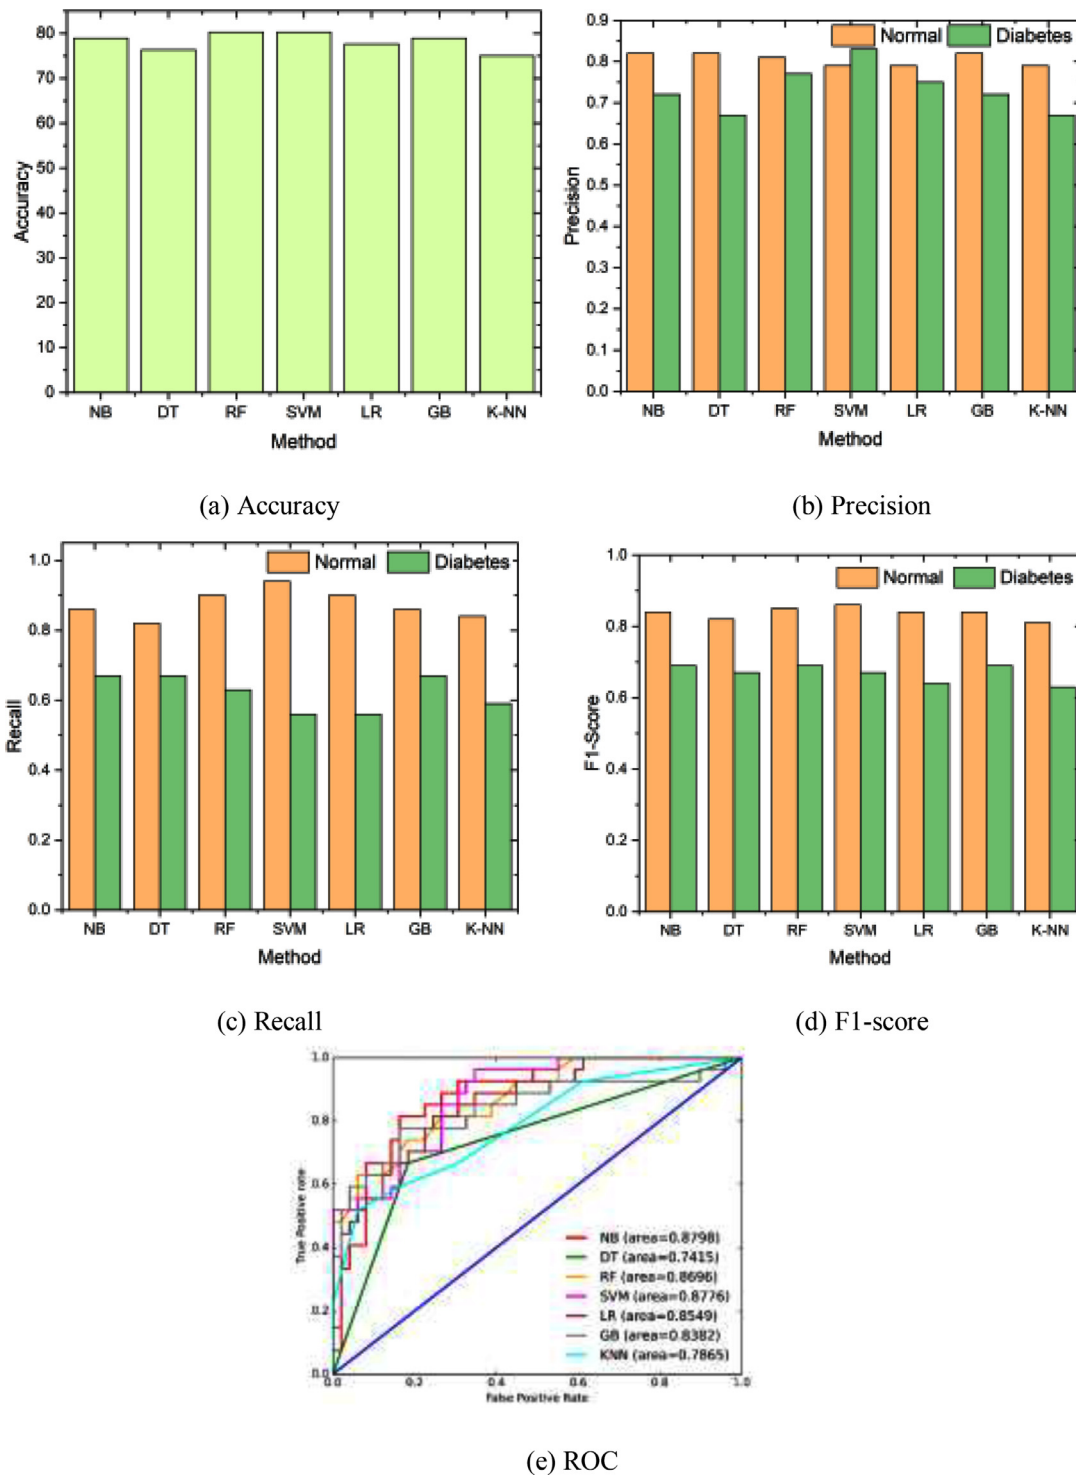 80
70
60
50
40
30
20
10
0
Accuracy
NB DT RF SVM LR GB K-NN
Method
(a) Accuracy
Normal Diabetes
0.9
0.8
0.7
0.6
0.5
0.4
0.3
0.2
0.1
0.0
Precision
NB DT RF SVM LR GB K-NN
Method
(b) Precision
Normal Diabetes
1.0
0.8
0.6
0.4
0.2
0.0
Recall
NB DT RF SVM LR GB K-NN
Method
(c) Recall
Normal Diabetes
1.0
0.8
0.6
0.4
0.2
0.0
F1-Score
NB DT RF SVM LR GB K-NN
Method
(d) F1-score
1.0
0.8
0.6
0.4
0.2
0.0
True Positive rate
NB (area=0.8798)
DT (area=0.7415)
RF (area=0.8696)
SVM (area=0.8776)
LR (area=0.8549)
GB (area=0.8382)
KNN (area=0.7865)
0.0 0.2 0.4 0.6 0.8 1.0
False Positive Rate
(e) ROC